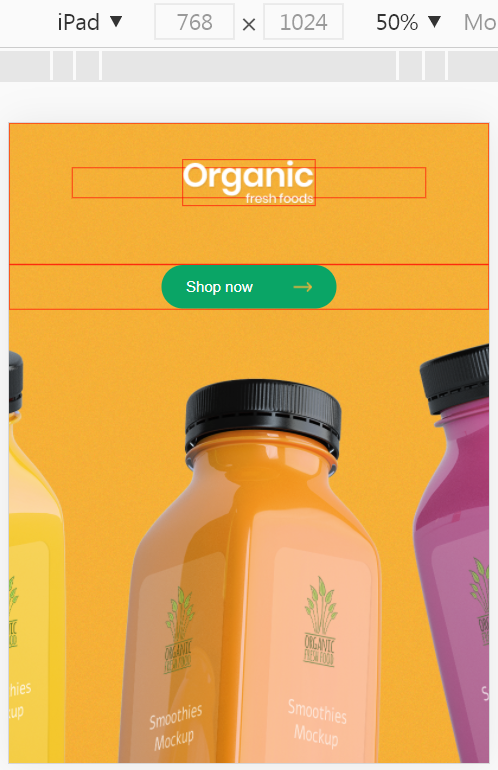 iPad ▼ 768 × 1024 50% ▼ Mo
Organic
fresh foods
Shop now
ORGANIC
FRESH FOOD
ORGANIC
FRESH FOOD
Smoothies
Mockup
Smoothies
Mockup